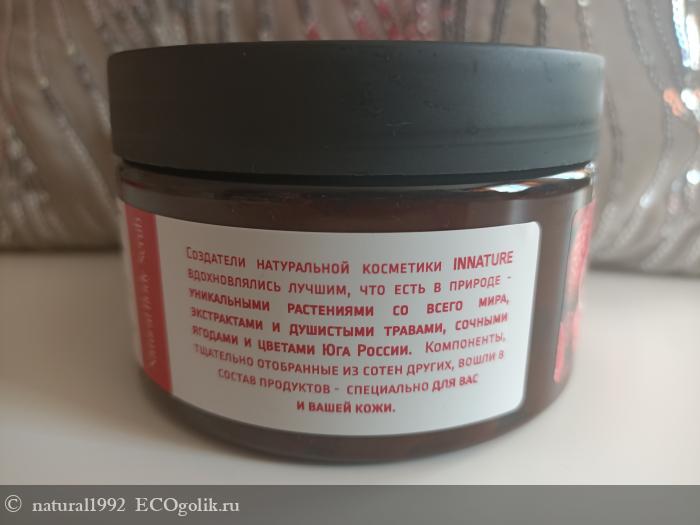 Создатели натуральной косметики INNATURE
вдохновлялись лучшим, что есть в природе -
уникальными растениями со всего мира,
экстрактами и душистыми травами, сочными
ягодами и цветами Юга России. Компоненты,
тщательно отобранные из сотен других, вошли в
состав продуктов - специально для вас
и вашей кожи.
© natural1992 ECOgolik.ru